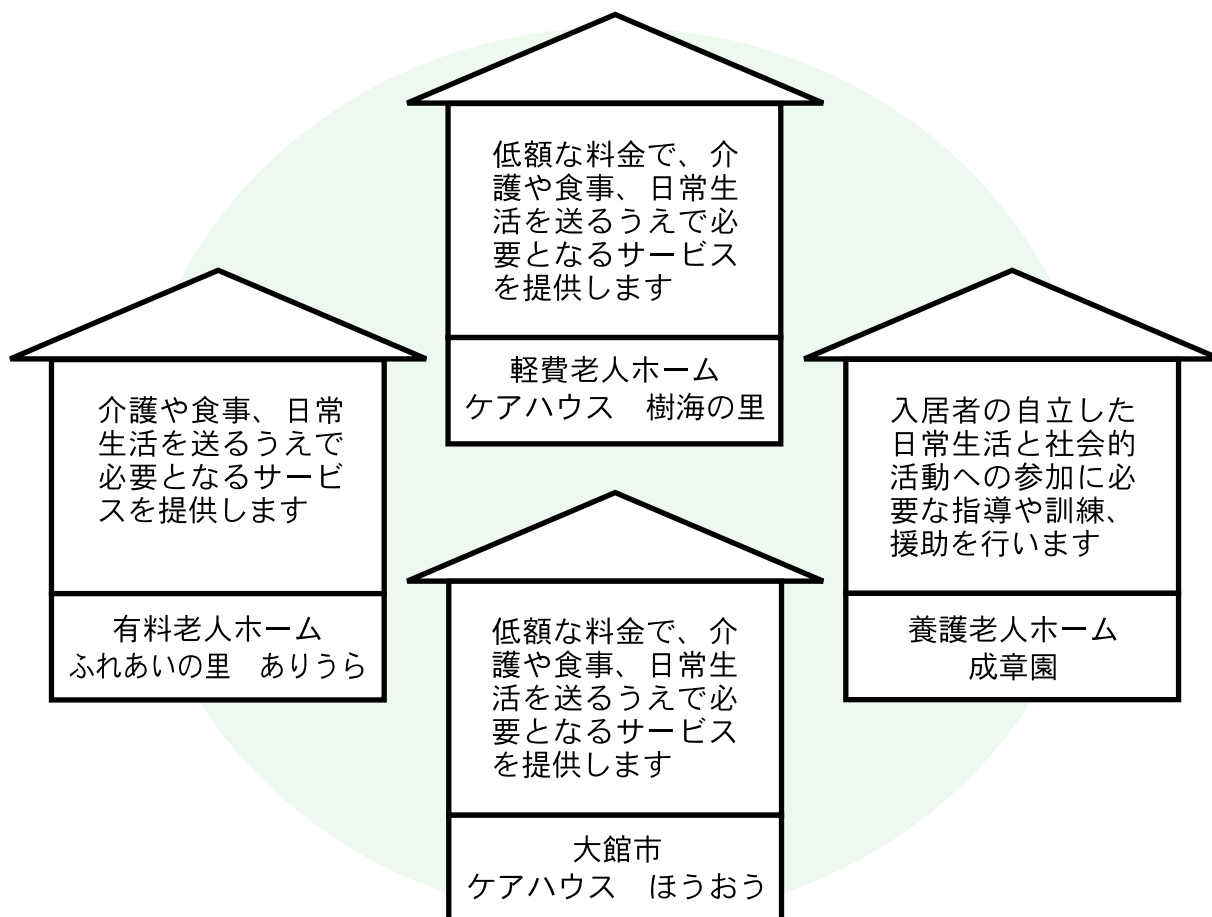 低額な料金で、介
護や食事、日常生
活を送るうえで必
要となるサービス
を提供します
軽費老人ホーム
ケアハウス　樹海の里
介護や食事、日常
生活を送るうえで
必要となるサービ
スを提供します
有料老人ホーム
ふれあいの里　ありうら
入居者の自立した
日常生活と社会的
活動への参加に必
要な指導や訓練、
援助を行います
養護老人ホーム
成章園
低額な料金で、介
護や食事、日常生
活を送るうえで必
要となるサービス
を提供します
大館市
ケアハウス　ほうおう